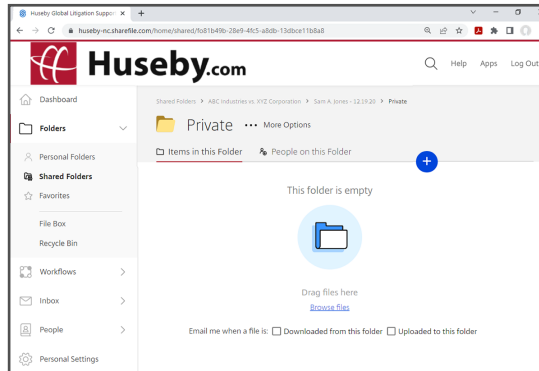 Huseby Global Litigation Suppor
huseby-nc.sharefile.com/home/shared/fo81b49b-28e9-4fc5-a8db-13dbce11b8a8
Huseby.com
Help Apps Log Out
Dashboard
Shared Folders > ABC Industries vs. XYZ Corporation > Sam A. Jones - 12.19.20 > Private
Folders
Private ••• More Options
Items in this Folder People on this Folder
Personal Folders
Shared Folders
Favorites
This folder is empty
File Box
Recycle Bin
Workflows
Inbox
Drag files here
Browse files
People
Email me when a file is: Downloaded from this folder Uploaded to this folder
Personal Settings